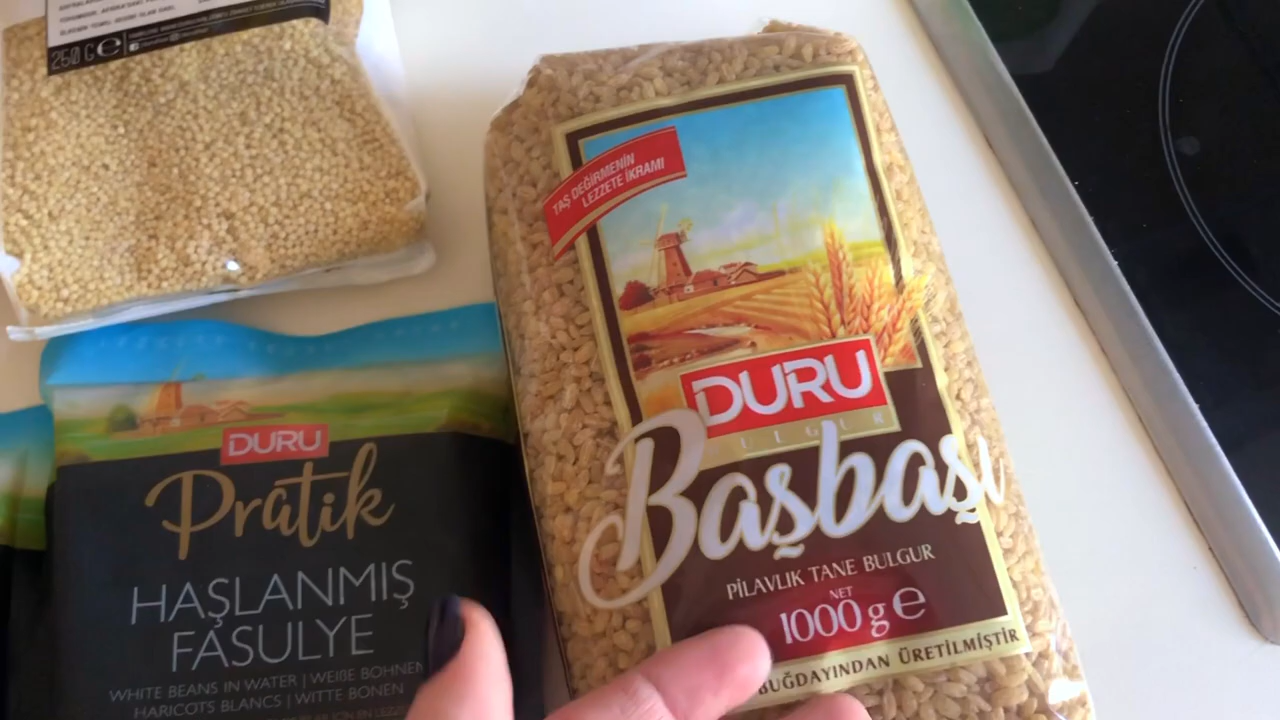 250 G e
TAŞ DEĞİRMENİN
LEZZETE İKRAMI
DURU
BULGUR
Başbaşı
PİLAVLIK TANE BULGUR
NET
1000 g e
BUĞDAYINDAN ÜRETİLMİŞTİR
DURU
Pratik
HAŞLANMIŞ
FASULYE
WHITE BEANS IN WATER | WEIßE BOHNEN
HARICOTS BLANCS | WITTE BONEN